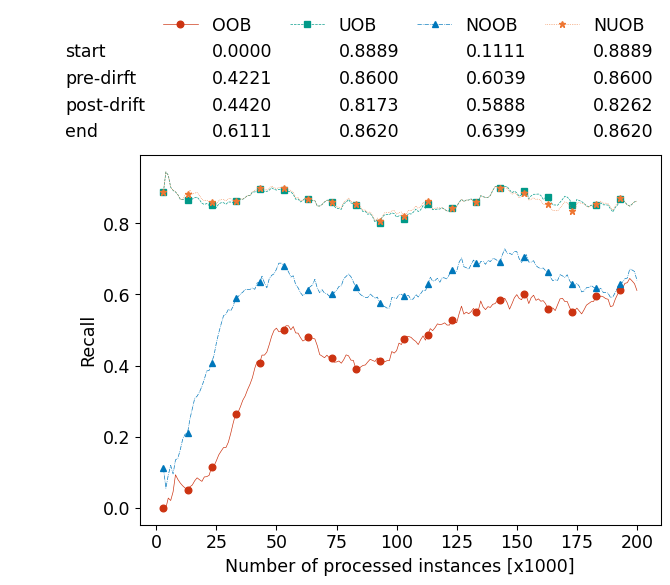 OOB UOB NOOB NUOB
start 0.0000 0.8889 0.1111 0.8889
pre-dirft 0.4221 0.8600 0.6039 0.8600
post-drift 0.4420 0.8173 0.5888 0.8262
end 0.6111 0.8620 0.6399 0.8620
0.8
0.6
0.4
0.2
0.0
Recall
0 25 50 75 100 125 150 175 200
Number of processed instances [x1000]